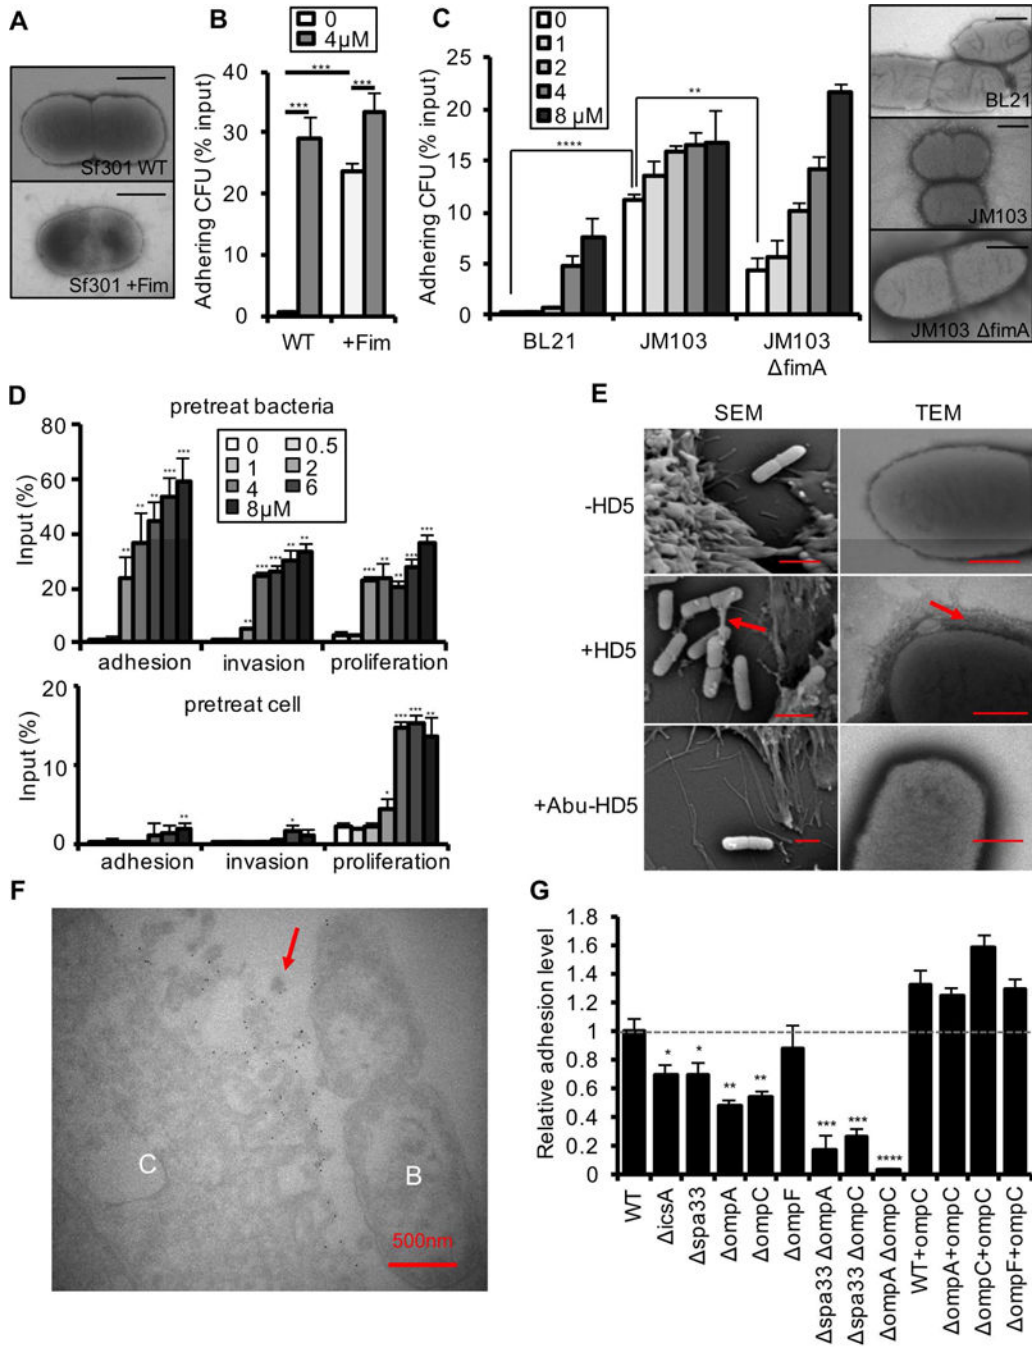 A
Sf301 WT
Sf301 +Fim
B
0
4µM
Adhering CFU (% input)
40
30
20
10
0
***
***
***
WT
+Fim
C
0
1
2
4
8 µM
Adhering CFU (% input)
25
20
15
10
5
0
****
**
BL21
JM103
JM103
ΔfimA
BL21
JM103
JM103 ΔfimA
D
pretreat bacteria
0
0.5
1
2
4
6
8µM
Input (%)
80
60
40
20
0
** ** ** *** ***
** *** *** ** **
*** ** ** *** ***
adhesion
invasion
proliferation
pretreat cell
Input (%)
20
10
0
**
*
* *** *** **
adhesion
invasion
proliferation
E
SEM
TEM
-HD5
+HD5
+Abu-HD5
F
C
B
500nm
G
Relative adhesion level
1.8
1.6
1.4
1.2
1
0.8
0.6
0.4
0.2
0
* * ** ** *** *** ****
WT
ΔicsA
Δspa33
ΔompA
ΔompC
ΔompF
Δspa33 ΔompA
Δspa33 ΔompC
ΔompA ΔompC
WT+ompC
ΔompA+ompC
ΔompC+ompC
ΔompF+ompC